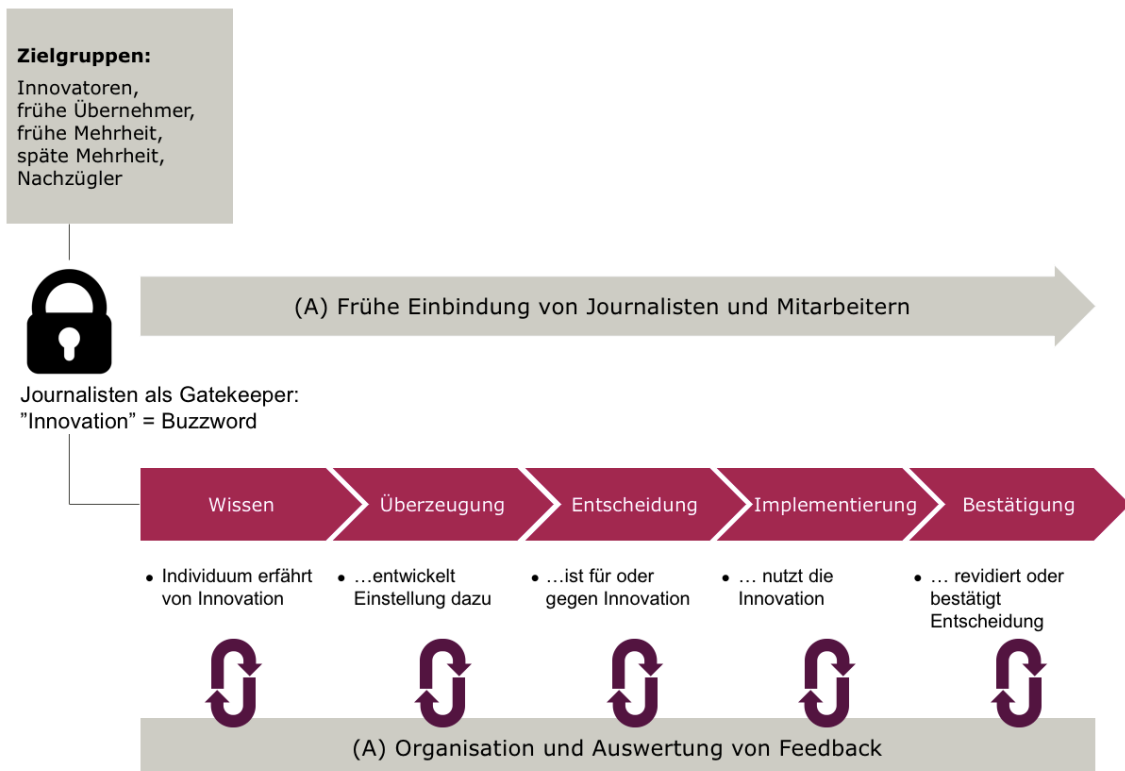 Zielgruppen:
Innovatoren,
frühe Übernehmer,
frühe Mehrheit,
späte Mehrheit,
Nachzügler
(A) Frühe Einbindung von Journalisten und Mitarbeitern
Journalisten als Gatekeeper:
”Innovation” = Buzzword
Wissen
Überzeugung
Entscheidung
Implementierung
Bestätigung
• Individuum erfährt
von Innovation
• …entwickelt
Einstellung dazu
• …ist für oder
gegen Innovation
• … nutzt die
Innovation
• … revidiert oder
bestätigt
Entscheidung
(A) Organisation und Auswertung von Feedback